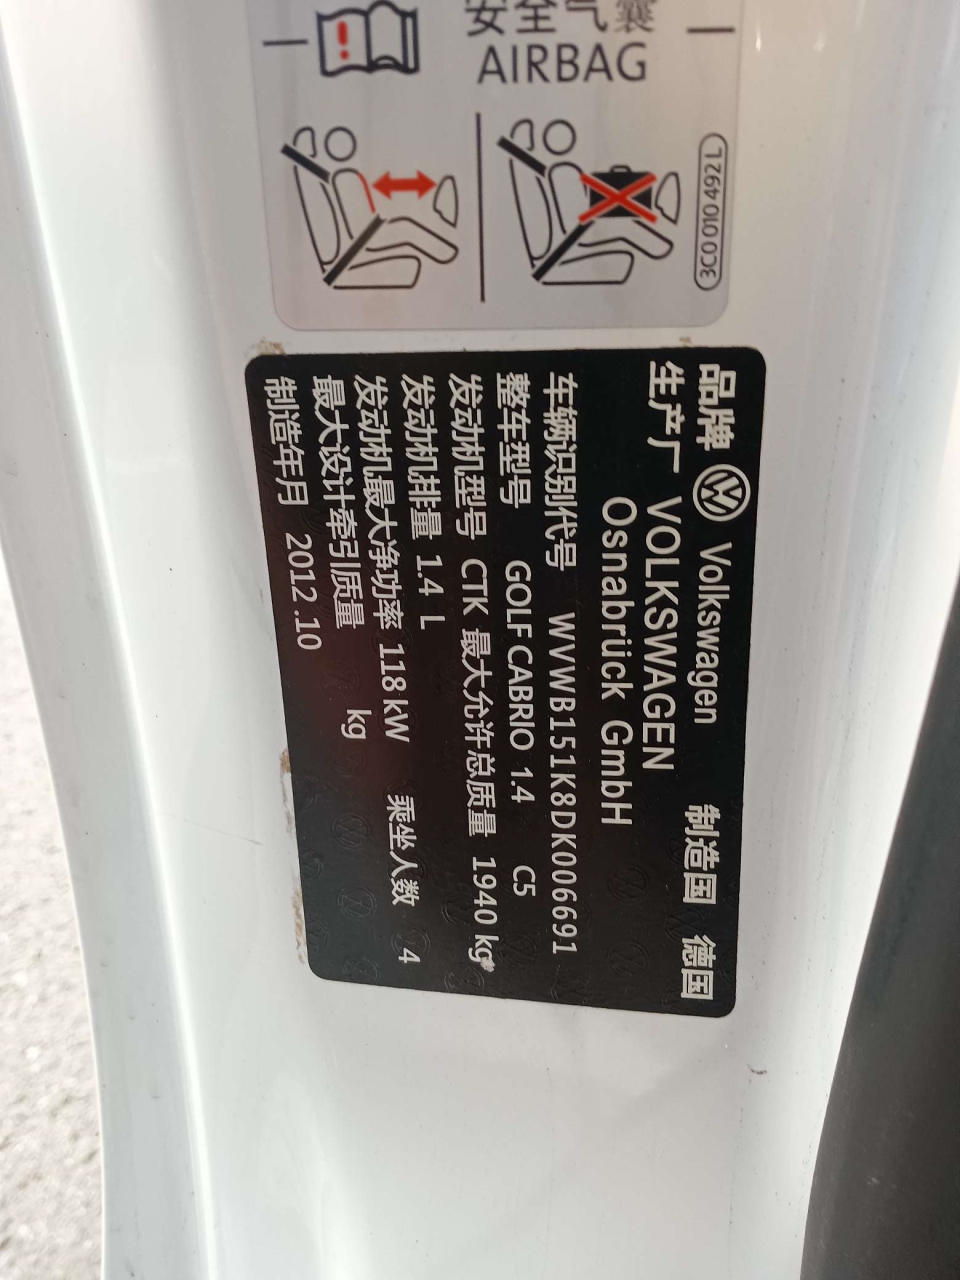 安全气囊
AIRBAG
3C0 010 492 L
品牌 Volkswagen 制造国 德国
生产厂 VOLKSWAGEN
Osnabrück GmbH
车辆识别代号 WVWB151K8DK006691
整车型号 GOLF CABRIO 1.4 C5
发动机型号 CTK 最大允许总质量 1940 kg
发动机排量 1.4 L
发动机最大净功率 118 kW 乘坐人数 4
最大设计牵引质量 kg
制造年月 2012.10